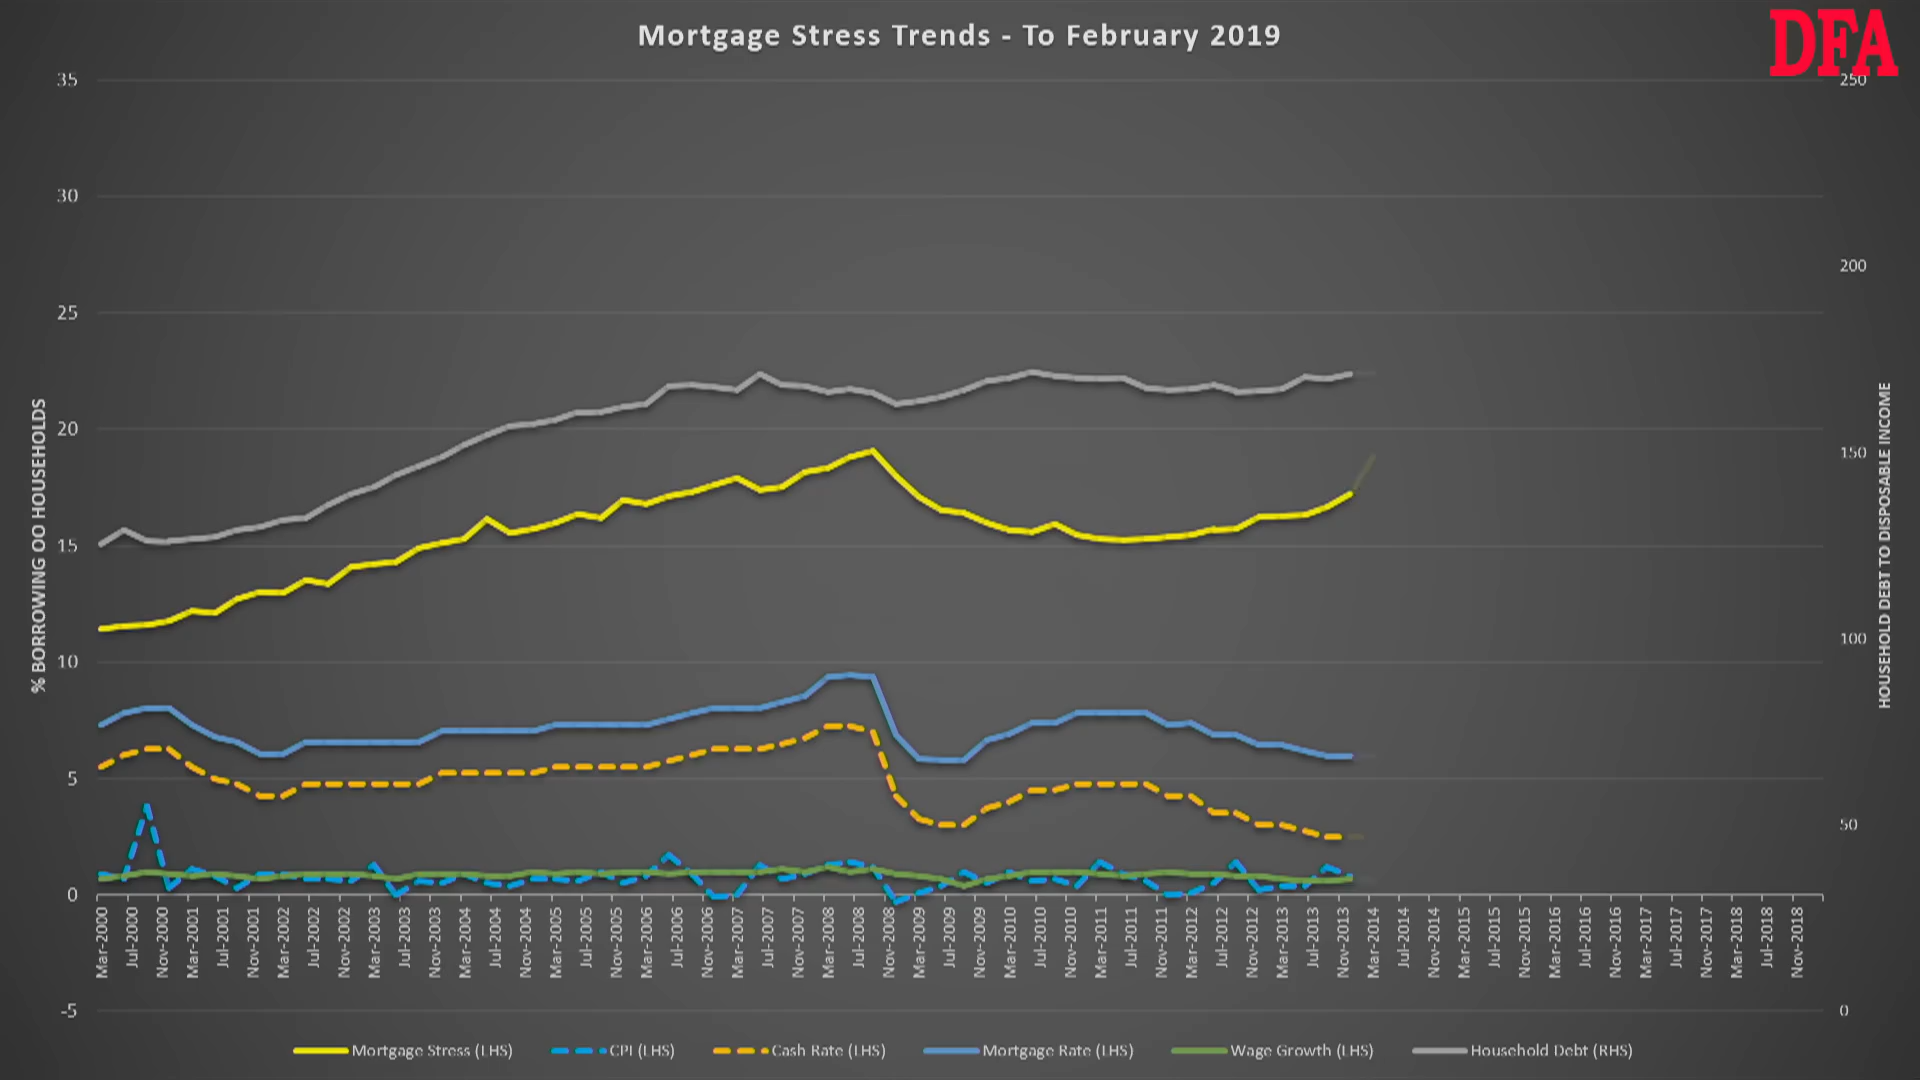 Mortgage Stress Trends - To February 2019
DFA
35
30
25
20
15
10
5
0
-5
250
200
150
100
50
0
% BORROWING OO HOUSEHOLDS
HOUSEHOLD DEBT TO DISPOSABLE INCOME
Mar-2000
Jul-2000
Nov-2000
Mar-2001
Jul-2001
Nov-2001
Mar-2002
Jul-2002
Nov-2002
Mar-2003
Jul-2003
Nov-2003
Mar-2004
Jul-2004
Nov-2004
Mar-2005
Jul-2005
Nov-2005
Mar-2006
Jul-2006
Nov-2006
Mar-2007
Jul-2007
Nov-2007
Mar-2008
Jul-2008
Nov-2008
Mar-2009
Jul-2009
Nov-2009
Mar-2010
Jul-2010
Nov-2010
Mar-2011
Jul-2011
Nov-2011
Mar-2012
Jul-2012
Nov-2012
Mar-2013
Jul-2013
Nov-2013
Mar-2014
Jul-2014
Nov-2014
Mar-2015
Jul-2015
Nov-2015
Mar-2016
Jul-2016
Nov-2016
Mar-2017
Jul-2017
Nov-2017
Mar-2018
Jul-2018
Nov-2018
Mortgage Stress (LHS)
CPI (LHS)
Cash Rate (LHS)
Mortgage Rate (LHS)
Wage Growth (LHS)
Household Debt (RHS)